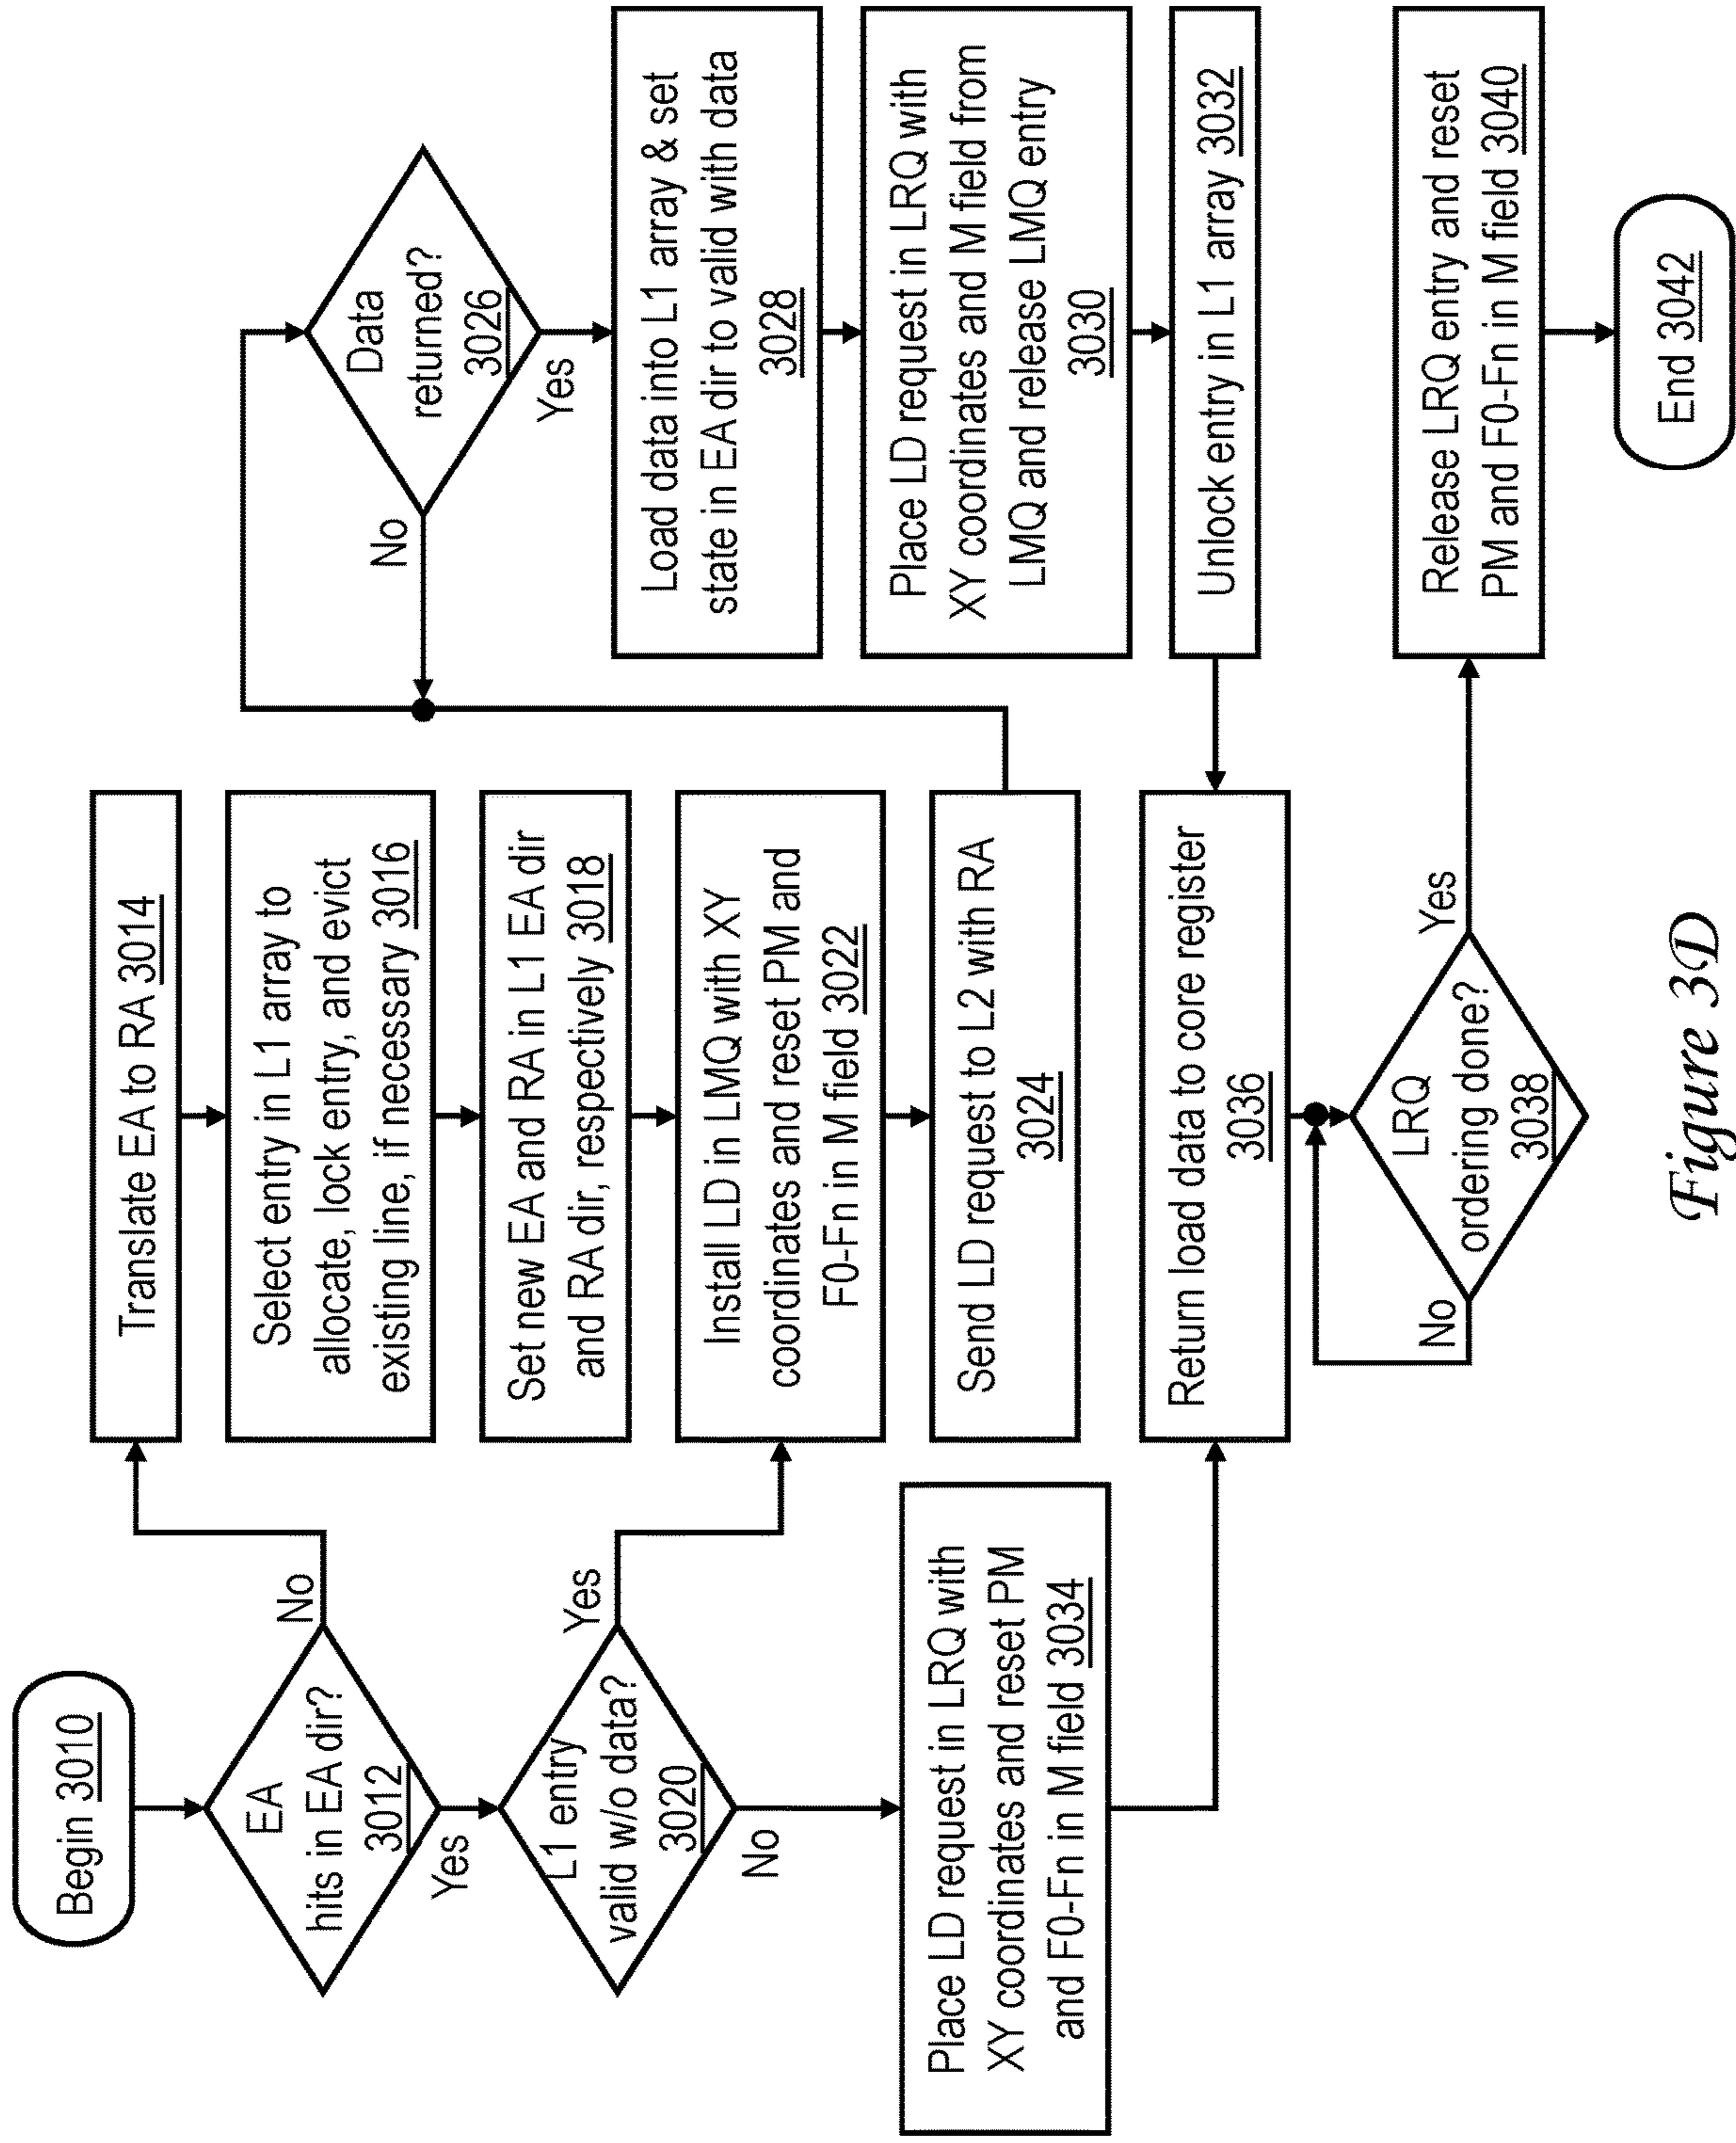 Begin 3010
EA
hits in EA dir?
3012
No
Yes
L1 entry
valid w/o data?
3020
Yes
No
Place LD request in LRQ with
XY coordinates and reset PM
and F0-Fn in M field 3034
Translate EA to RA 3014
Select entry in L1 array to
allocate, lock entry, and evict
existing line, if necessary 3016
Set new EA and RA in L1 EA dir
and RA dir, respectively 3018
Install LD in LMQ with XY
coordinates and reset PM and
F0-Fn in M field 3022
Send LD request to L2 with RA
3024
Return load data to core register
3036
LRQ
ordering done?
3038
No
Yes
Data
returned?
3026
No
Yes
Load data into L1 array & set
state in EA dir to valid with data
3028
Place LD request in LRQ with
XY coordinates and M field from
LMQ and release LMQ entry
3030
Unlock entry in L1 array 3032
Release LRQ entry and reset
PM and F0-Fn in M field 3040
End 3042
Figure 3D